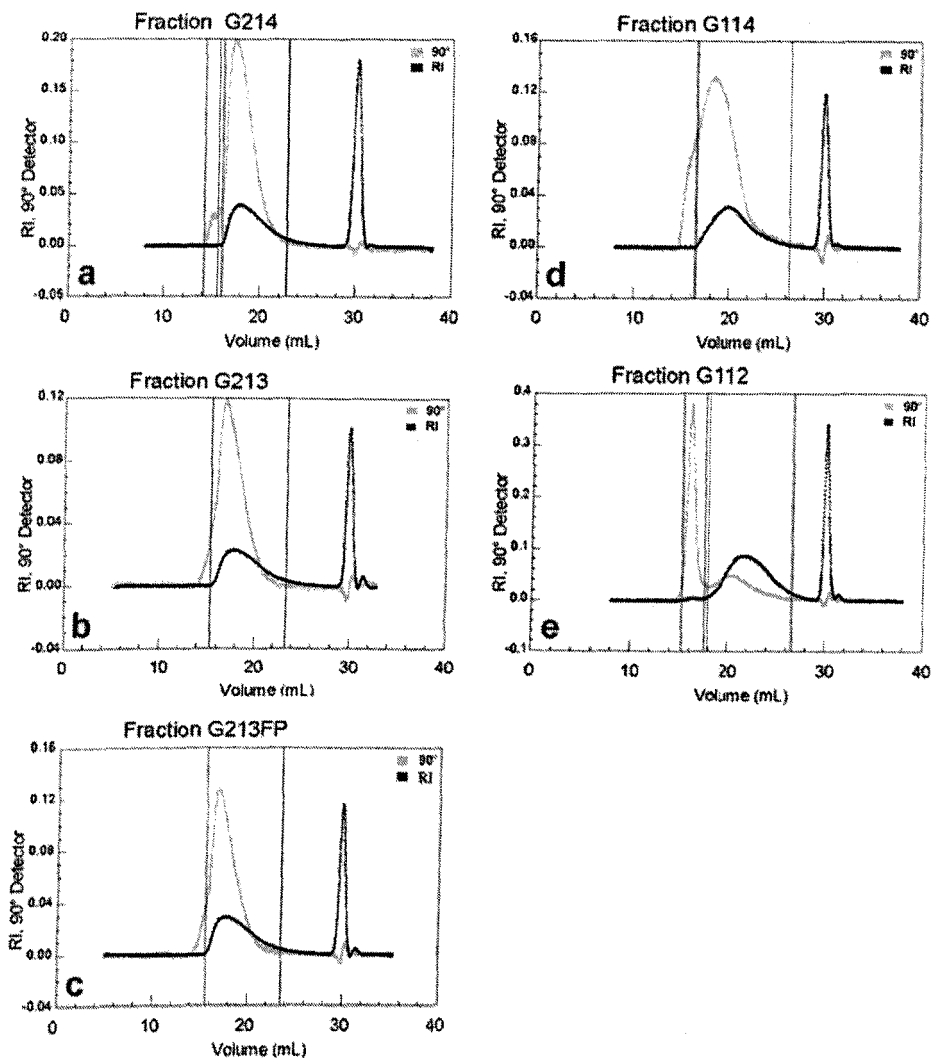 Fraction G214
0.20
0.15
0.10
0.05
0.00
-0.05
RI, 90° Detector
90°
RI
a
0 10 20 30 40
Volume (mL)
Fraction G213
0.12
0.08
0.04
0.00
-0.04
RI, 90° Detector
90°
RI
b
0 10 20 30 40
Volume (mL)
Fraction G213FP
0.16
0.12
0.08
0.04
0.00
-0.04
RI, 90° Detector
90°
RI
c
0 10 20 30 40
Volume (mL)
Fraction G114
0.16
0.12
0.08
0.04
0.00
-0.04
RI, 90° Detector
90°
RI
d
0 10 20 30 40
Volume (mL)
Fraction G112
0.4
0.3
0.2
0.1
0.0
-0.1
RI, 90° Detector
90°
RI
e
0 10 20 30 40
Volume (mL)